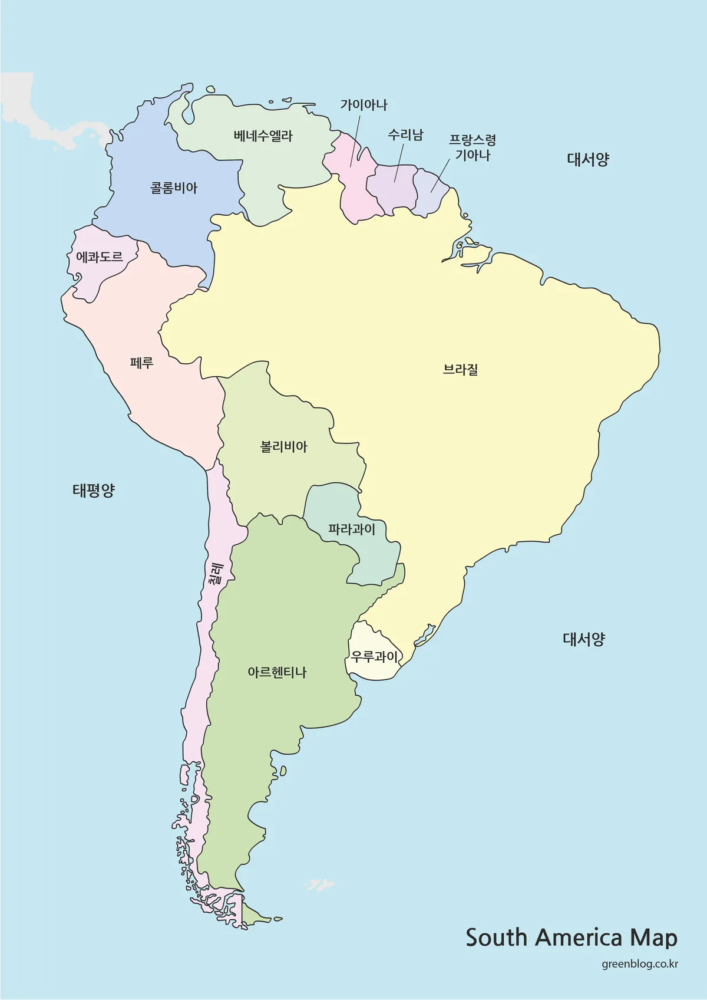 가이아나
수리남
프랑스령
기아나
베네수엘라
대서양
콜롬비아
에콰도르
페루
브라질
볼리비아
태평양
파라과이
칠레
대서양
우루과이
아르헨티나
South America Map
greenblog.co.kr